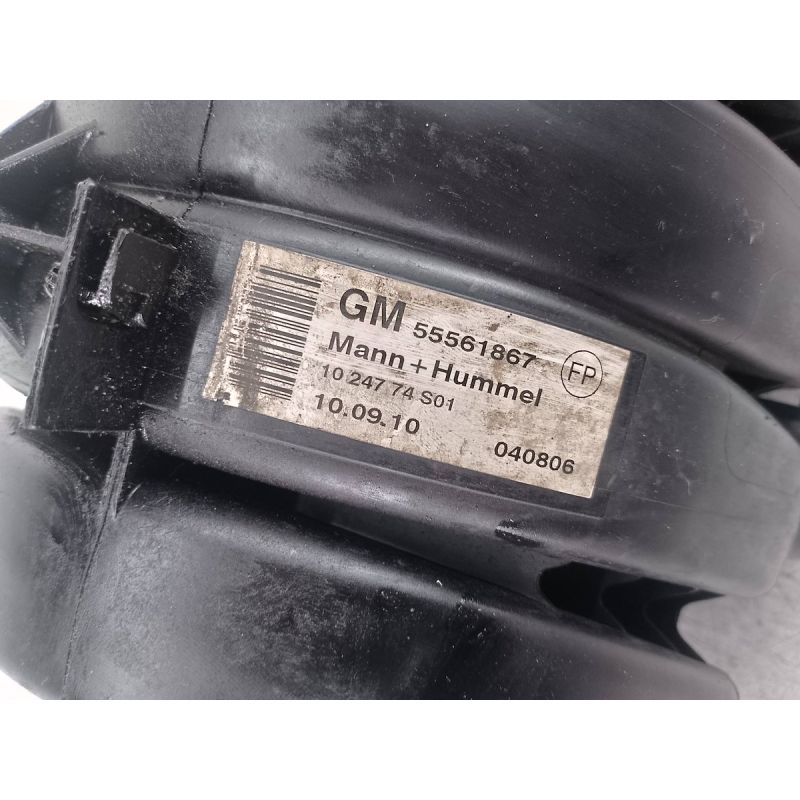 GM 55561867
Mann+Hummel FP
10 247 74 S01
10.09.10 040806